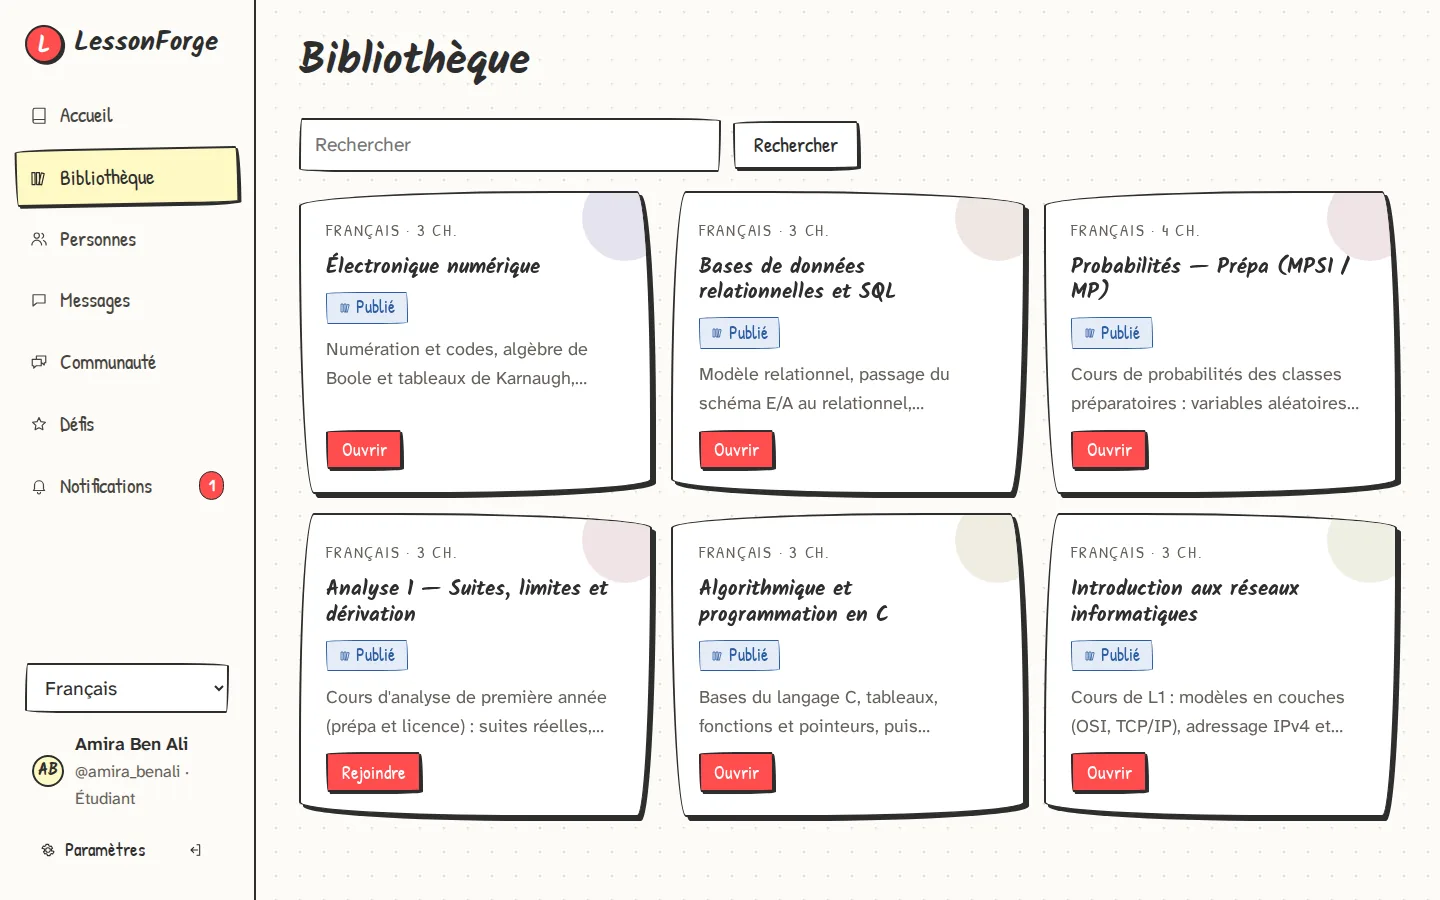 L LessonForge
Accueil
Bibliothèque
Personnes
Messages
Communauté
Défis
Notifications 1
Français
AB
Amira Ben Ali
@amira_benali ·
Étudiant
Paramètres
Bibliothèque
Rechercher Rechercher
FRANÇAIS · 3 CH.
Électronique numérique
Publié
Numération et codes, algèbre de
Boole et tableaux de Karnaugh,...
Ouvrir
FRANÇAIS · 3 CH.
Bases de données
relationnelles et SQL
Publié
Modèle relationnel, passage du
schéma E/A au relationnel,...
Ouvrir
FRANÇAIS · 4 CH.
Probabilités — Prépa (MPSI /
MP)
Publié
Cours de probabilités des classes
préparatoires : variables aléatoires...
Ouvrir
FRANÇAIS · 3 CH.
Analyse 1 — Suites, limites et
dérivation
Publié
Cours d'analyse de première année
(prépa et licence) : suites réelles,...
Rejoindre
FRANÇAIS · 3 CH.
Algorithmique et
programmation en C
Publié
Bases du langage C, tableaux,
fonctions et pointeurs, puis...
Ouvrir
FRANÇAIS · 3 CH.
Introduction aux réseaux
informatiques
Publié
Cours de L1 : modèles en couches
(OSI, TCP/IP), adressage IPv4 et...
Ouvrir